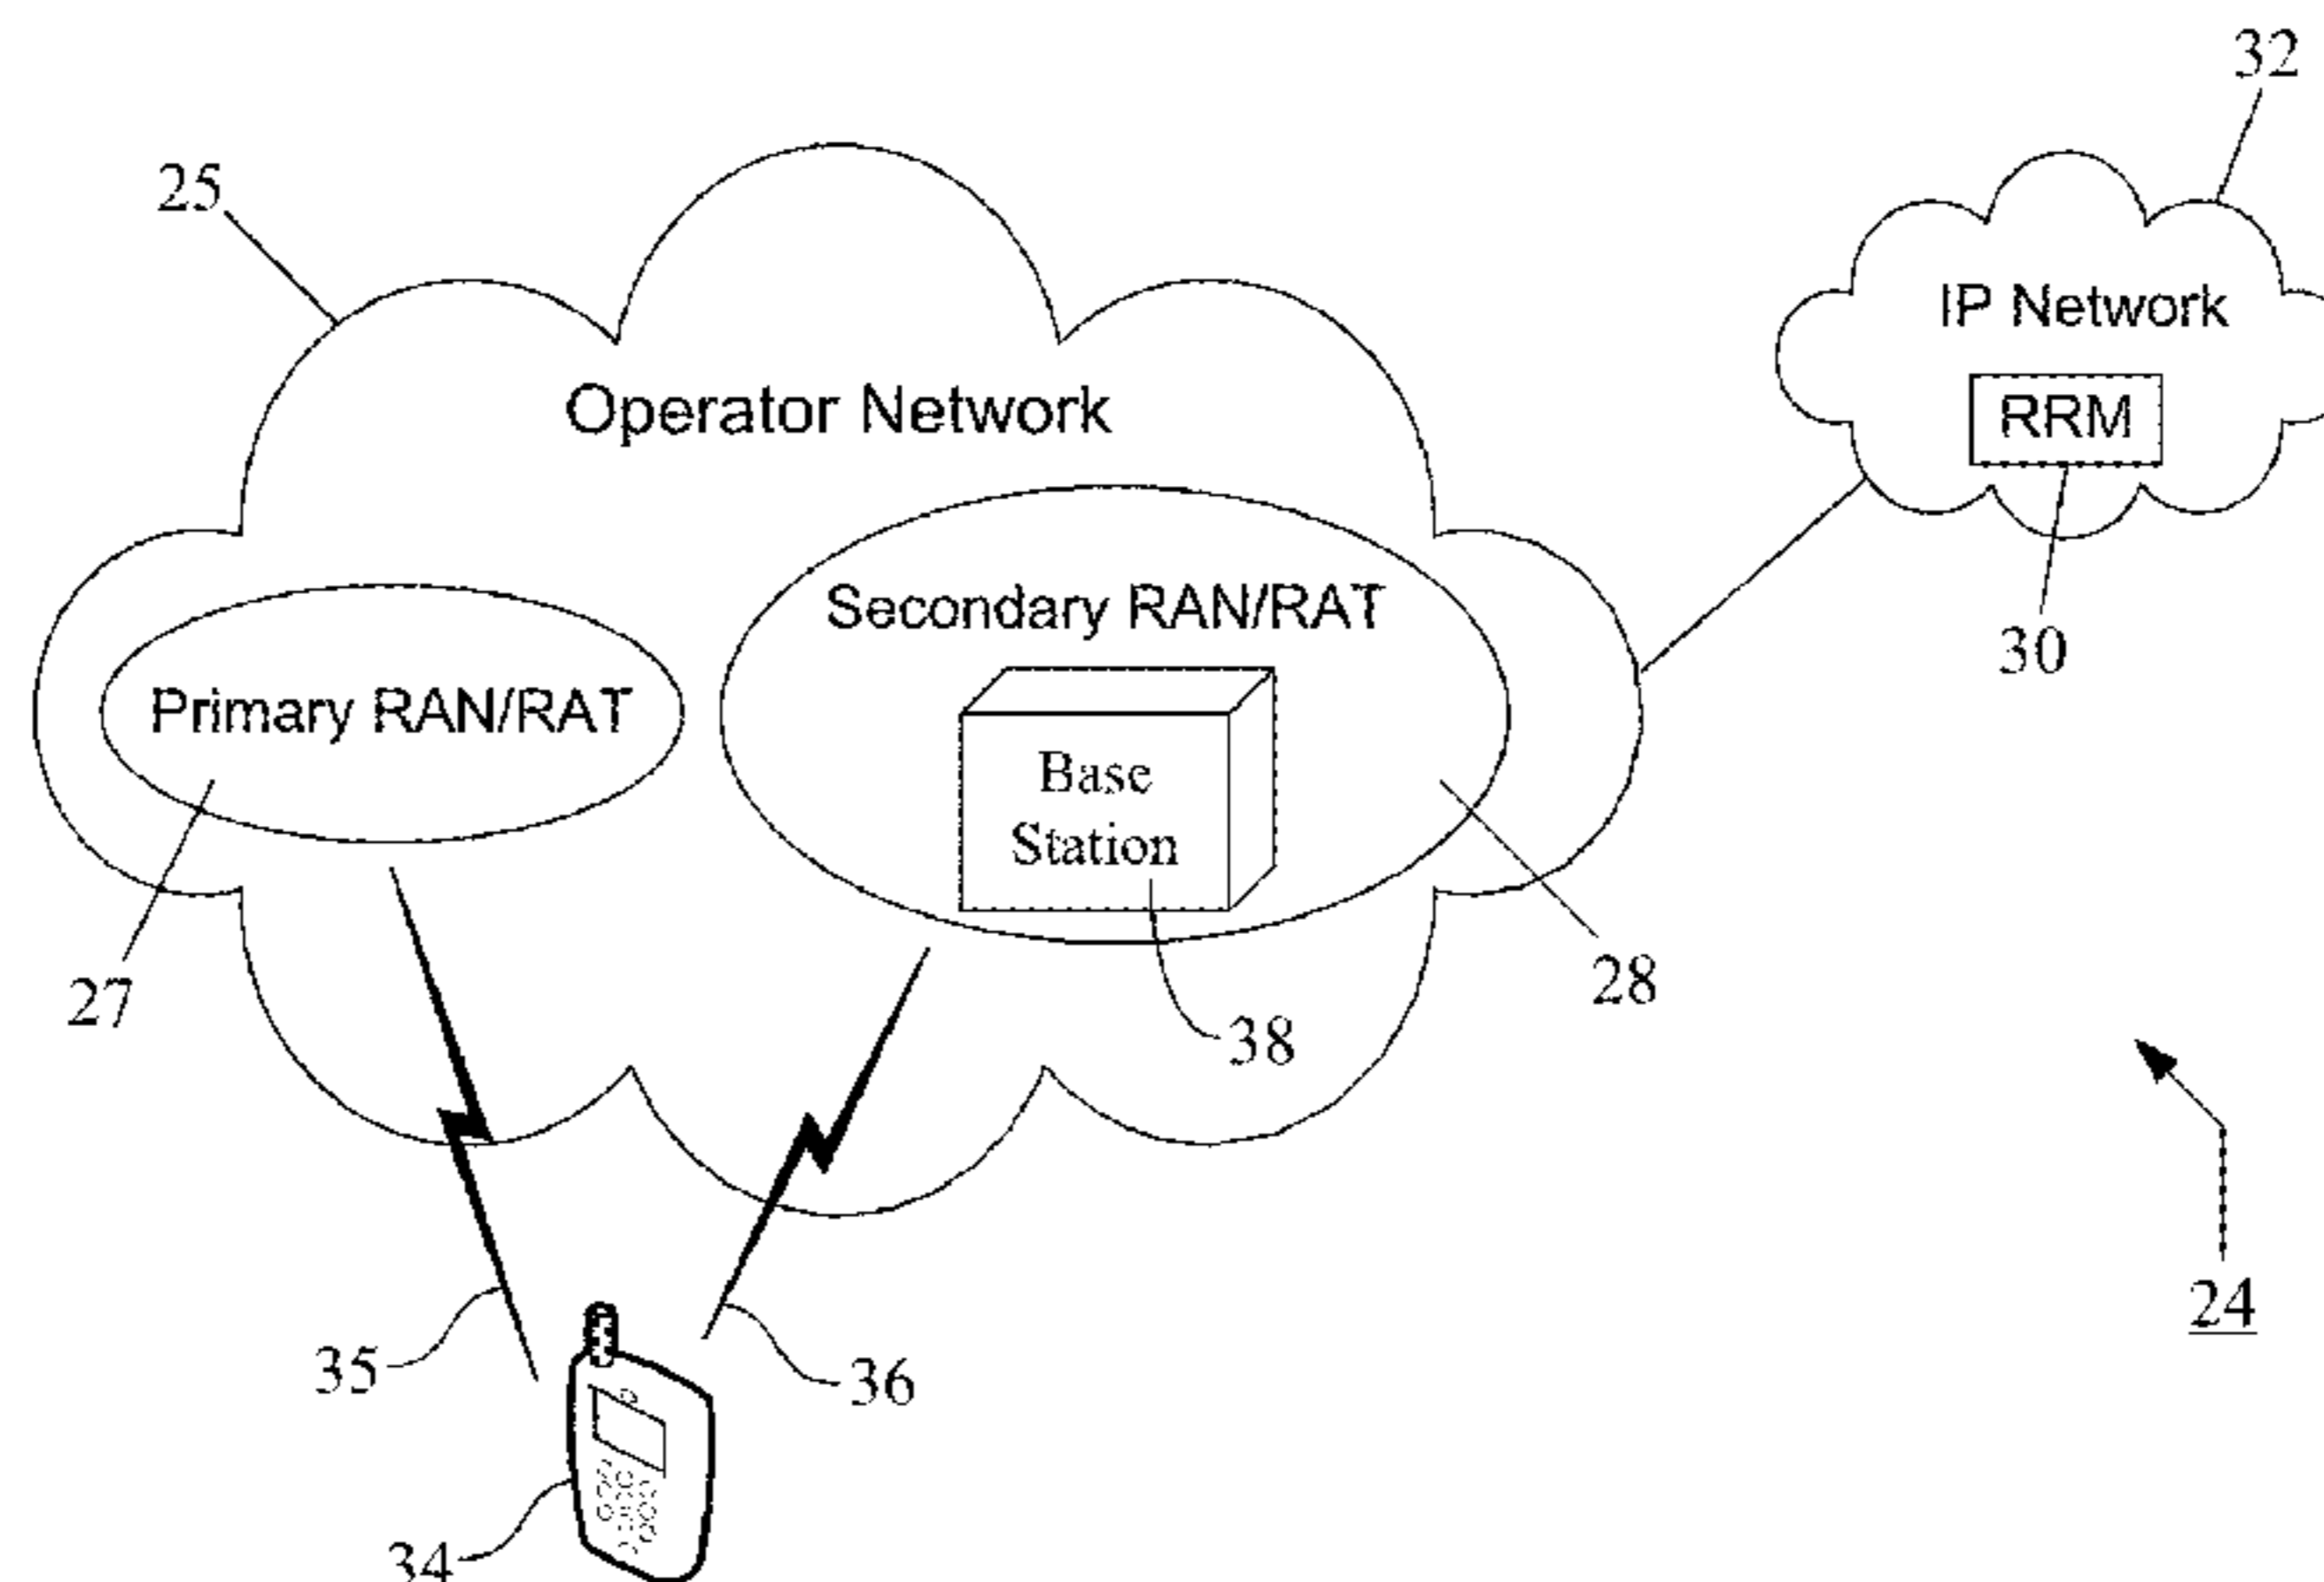 32
25
IP Network
Operator Network
RRM
Secondary RAN/RAT
30
Primary RAN/RAT
Base
Station
27
28
38
24
35
36
34